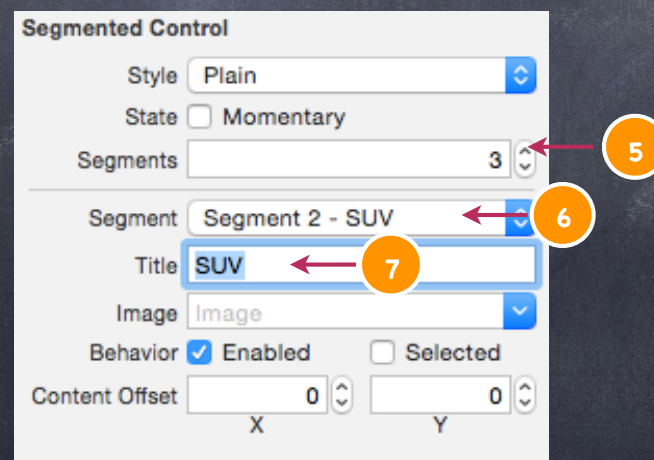 Segmented Control
Style Plain
State Momentary
Segments 3 5
Segment Segment 2 - SUV 6
Title SUV 7
Image Image
Behavior Enabled Selected
Content Offset 0 0
X Y